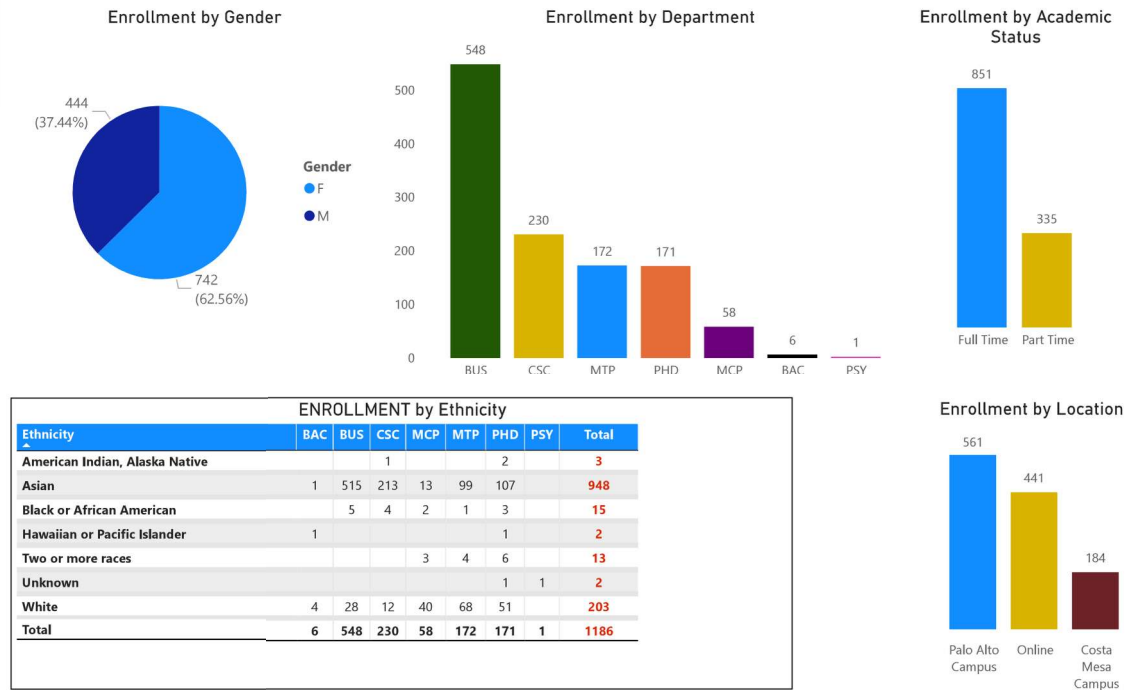 Enrollment by Gender
444
(37.44%)
742
(62.56%)
Gender
F
M
Enrollment by Department
500
400
300
200
100
0
548
230
172
171
58
6
1
BUS CSC MTP PHD MCP BAC PSY
Enrollment by Academic
Status
851
335
Full Time Part Time
ENROLLMENT by Ethnicity
Ethnicity BAC BUS CSC MCP MTP PHD PSY Total
American Indian, Alaska Native 1 2 3
Asian 1 515 213 13 99 107 948
Black or African American 5 4 2 1 3 15
Hawaiian or Pacific Islander 1 1 2
Two or more races 3 4 6 13
Unknown 1 1 2
White 4 28 12 40 68 51 203
Total 6 548 230 58 172 171 1 1186
Enrollment by Location
561
441
184
Palo Alto
Campus
Online
Costa
Mesa
Campus